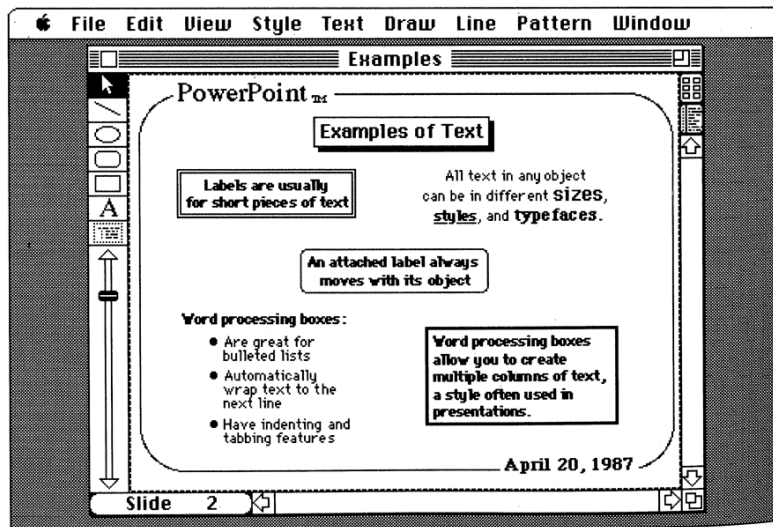 File Edit View Style Text Draw Line Pattern Window
Examples
PowerPoint TM
Examples of Text
Labels are usually
for short pieces of text
All text in any object
can be in different sizes,
styles, and typefaces.
An attached label always
moves with its object
Word processing boxes:
• Are great for
bulleted lists
• Automatically
wrap text to the
next line
• Have indenting and
tabbing features
Word processing boxes
allow you to create
multiple columns of text,
a style often used in
presentations.
April 20, 1987
A
Slide 2